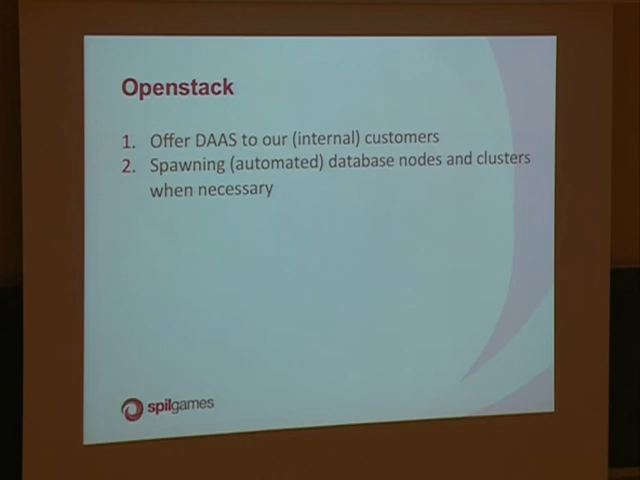 Openstack
1. Offer DAAS to our (internal) customers
2. Spawning (automated) database nodes and clusters
when necessary
spilgames